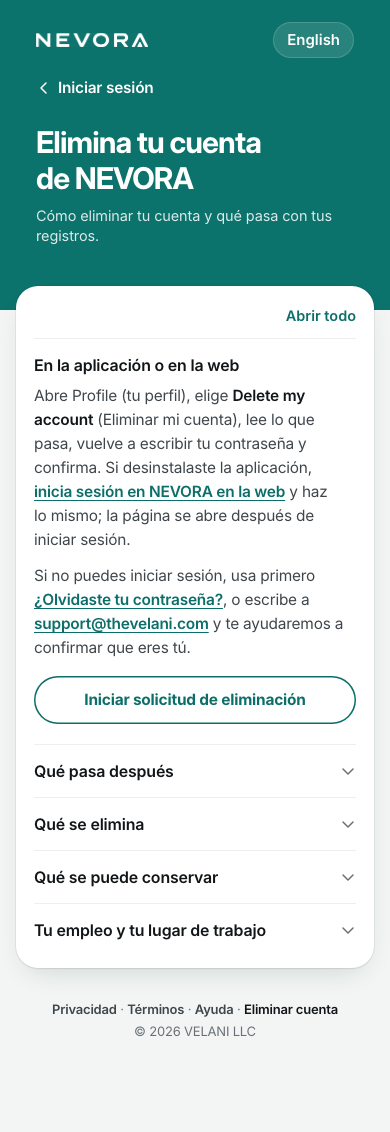 NEVORA
English
Iniciar sesión
Elimina tu cuenta
de NEVORA
Cómo eliminar tu cuenta y qué pasa con tus
registros.
Abrir todo
En la aplicación o en la web
Abre Profile (tu perfil), elige Delete my
account (Eliminar mi cuenta), lee lo que
pasa, vuelve a escribir tu contraseña y
confirma. Si desinstalaste la aplicación,
inicia sesión en NEVORA en la web y haz
lo mismo; la página se abre después de
iniciar sesión.
Si no puedes iniciar sesión, usa primero
¿Olvidaste tu contraseña?, o escribe a
support@thevelani.com y te ayudaremos a
confirmar que eres tú.
Iniciar solicitud de eliminación
Qué pasa después
Qué se elimina
Qué se puede conservar
Tu empleo y tu lugar de trabajo
Privacidad · Términos · Ayuda · Eliminar cuenta
© 2026 VELANI LLC